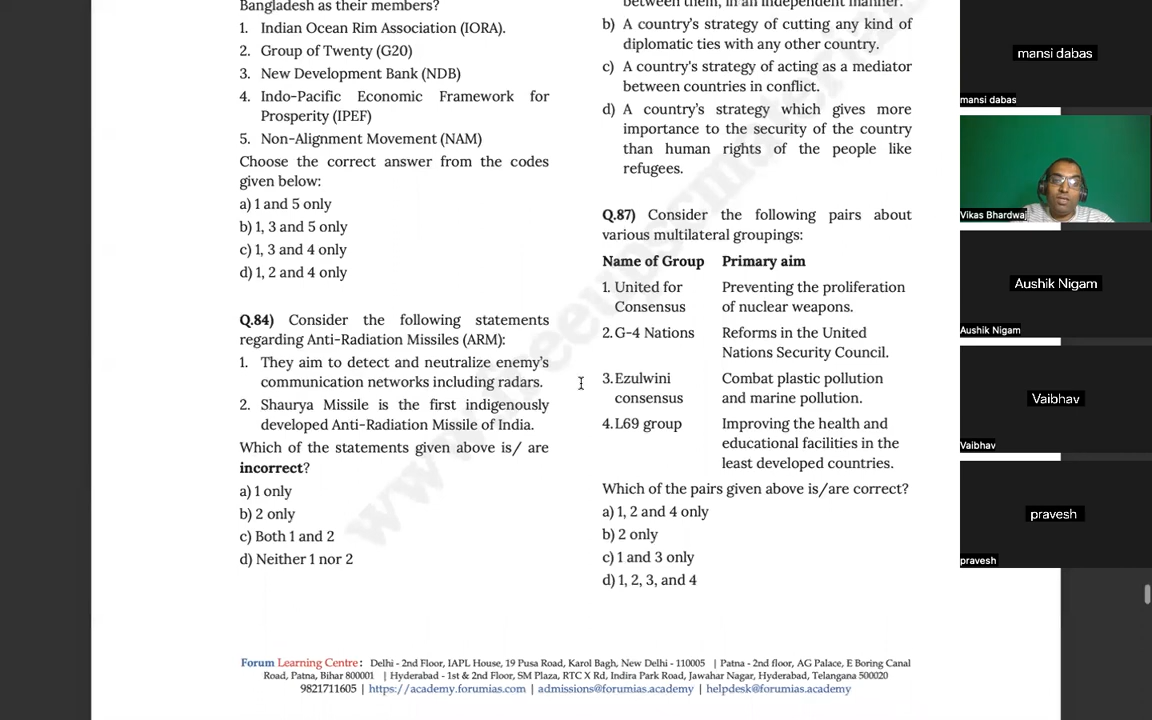 Bangladesh as their members?
1. Indian Ocean Rim Association (IORA).
2. Group of Twenty (G20)
3. New Development Bank (NDB)
4. Indo-Pacific Economic Framework for
Prosperity (IPEF)
5. Non-Alignment Movement (NAM)
Choose the correct answer from the codes
given below:
a) 1 and 5 only
b) 1, 3 and 5 only
c) 1, 3 and 4 only
d) 1, 2 and 4 only
Q.84) Consider the following statements
regarding Anti-Radiation Missiles (ARM):
1. They aim to detect and neutralize enemy's
communication networks including radars.
2. Shaurya Missile is the first indigenously
developed Anti-Radiation Missile of India.
Which of the statements given above is/ are
incorrect?
a) 1 only
b) 2 only
c) Both 1 and 2
d) Neither 1 nor 2
between them, in an independent manner.
b) A country's strategy of cutting any kind of
diplomatic ties with any other country.
c) A country's strategy of acting as a mediator
between countries in conflict.
d) A country's strategy which gives more
importance to the security of the country
than human rights of the people like
refugees.
Q.87) Consider the following pairs about
various multilateral groupings:
Name of Group Primary aim
1. United for Preventing the proliferation
Consensus of nuclear weapons.
2. G-4 Nations Reforms in the United
Nations Security Council.
3. Ezulwini Combat plastic pollution
consensus and marine pollution.
4. L69 group Improving the health and
educational facilities in the
least developed countries.
Which of the pairs given above is/are correct?
a) 1, 2 and 4 only
b) 2 only
c) 1 and 3 only
d) 1, 2, 3, and 4
Forum Learning Centre: Delhi - 2nd Floor, IAPL House, 19 Pusa Road, Karol Bagh, New Delhi - 110005 | Patna - 2nd floor, AG Palace, E Boring Canal
Road, Patna, Bihar 800001 | Hyderabad - 1st & 2nd Floor, SM Plaza, RTC X Rd, Indira Park Road, Jawahar Nagar, Hyderabad, Telangana 500020
9821711605 | https://academy.forumias.com | admissions@forumias.academy | helpdesk@forumias.academy
mansi dabas
mansi dabas
Vikas Bhardwaj
Aushik Nigam
Aushik Nigam
Vaibhav
Vaibhav
pravesh
pravesh